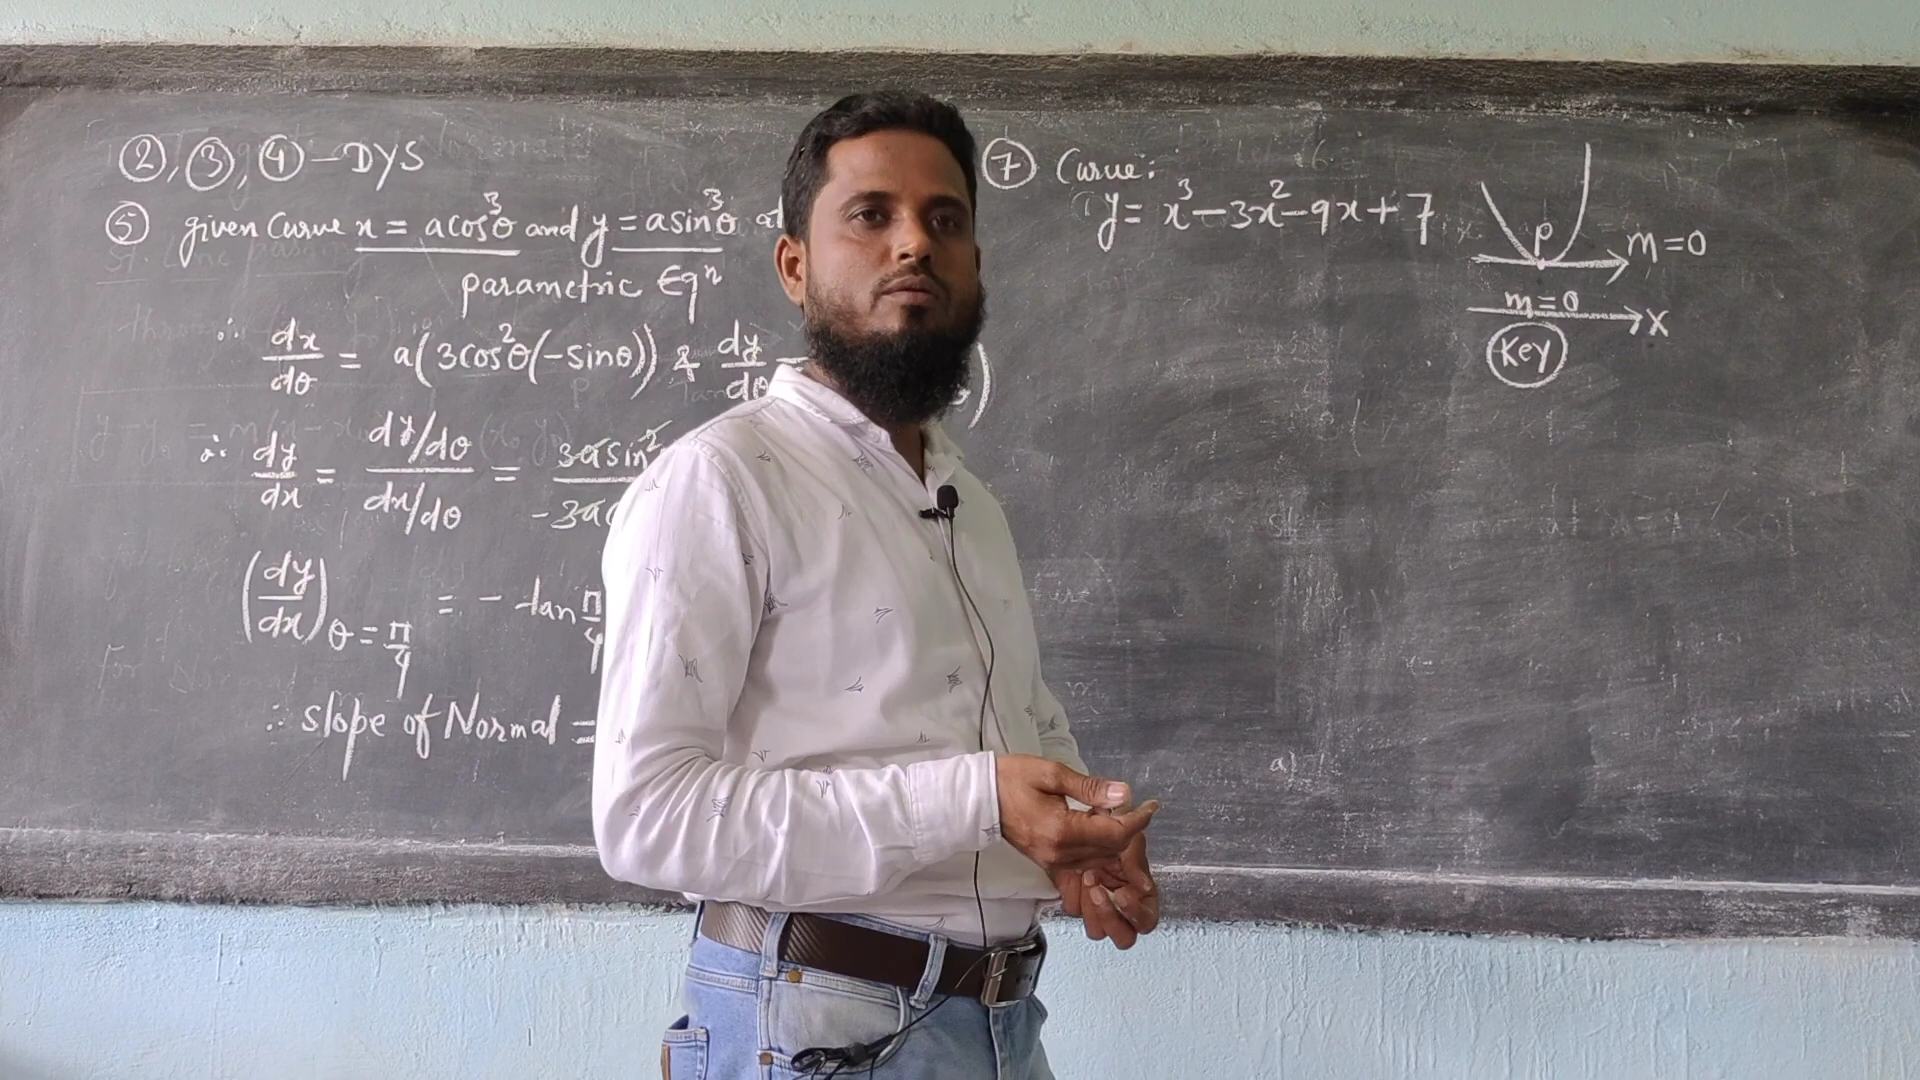 ②, ③, ④ - DYS
⑤ given Curve x = acos³θ and y = asin³θ at
parametric Eqⁿ
∴ dx/dθ = a(3cos²θ(-sinθ)) & dy/dθ = )
∴ dy/dx = dy/dθ / dx/dθ = 3asin² / -3a
(dy/dx) θ = π/4 = - tan π/4
∴ slope of Normal =
⑦ Curve:
y = x³ - 3x² - 9x + 7
P
m=0
m=0
X
Key